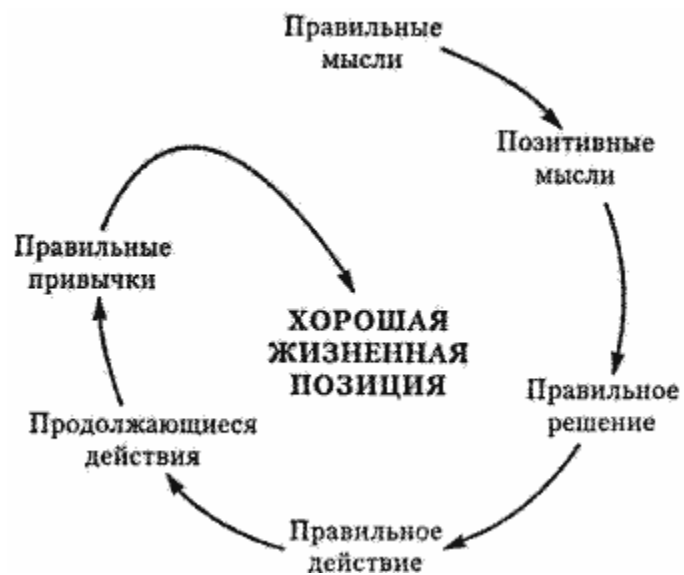 Правильные
мысли
Позитивные
мысли
Правильное
решение
Правильное
действие
Продолжающиеся
действия
Правильные
привычки
ХОРОШАЯ
ЖИЗНЕННАЯ
ПОЗИЦИЯ